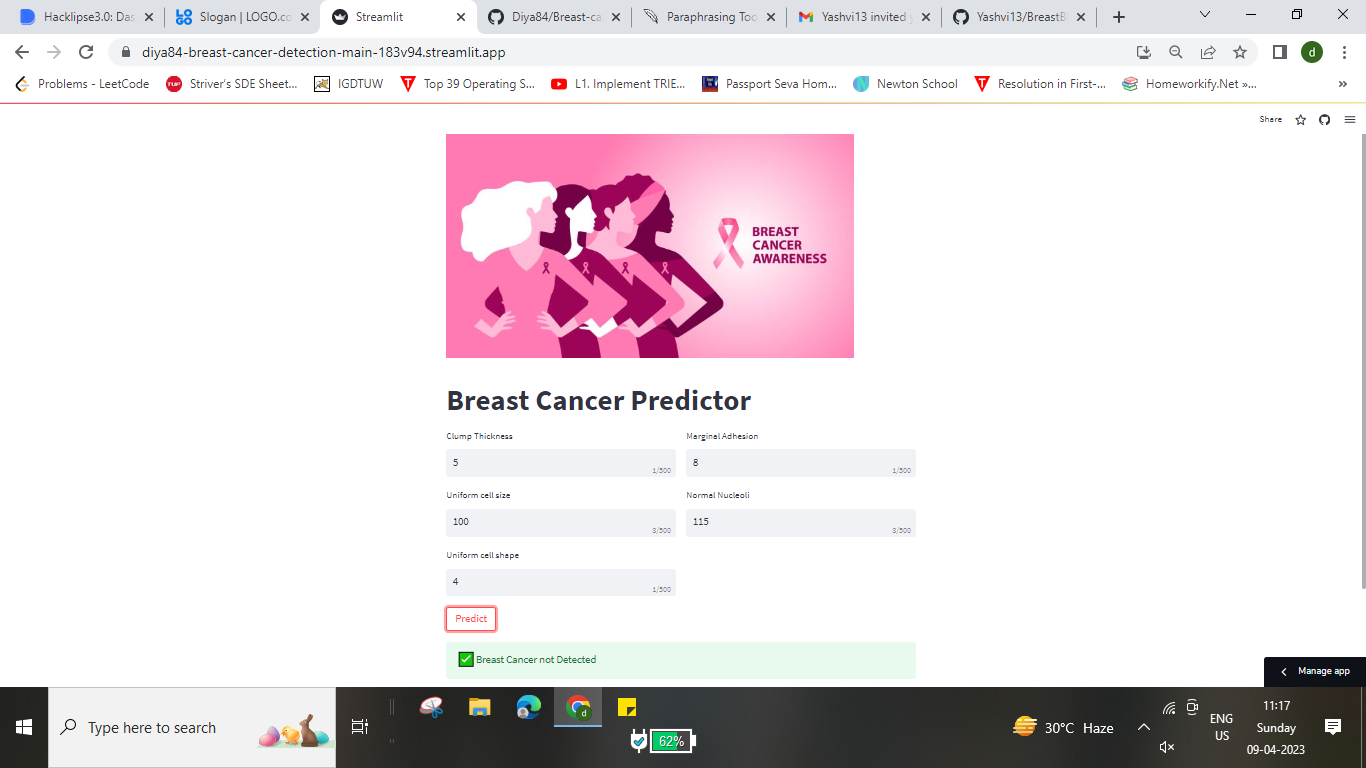 Hacklipse3.0: Das
Slogan | LOGO.co
Streamlit
Diya84/Breast-ca
Paraphrasing Too
Yashvi13 invited y
Yashvi13/BreastB
diya84-breast-cancer-detection-main-183v94.streamlit.app
d
Problems - LeetCode
Striver's SDE Sheet...
IGDTUW
Top 39 Operating S...
L1. Implement TRIE...
Passport Seva Hom...
Newton School
Resolution in First-...
Homeworkify.Net »...
»
Share
BREAST
CANCER
AWARENESS
Breast Cancer Predictor
Clump Thickness
Marginal Adhesion
5
1/500
8
1/500
Uniform cell size
Normal Nucleoli
100
3/500
115
3/500
Uniform cell shape
4
1/500
Predict
Breast Cancer not Detected
Manage app
Type here to search
d
62%
30°C Haze
ENG
US
11:17
Sunday
09-04-2023